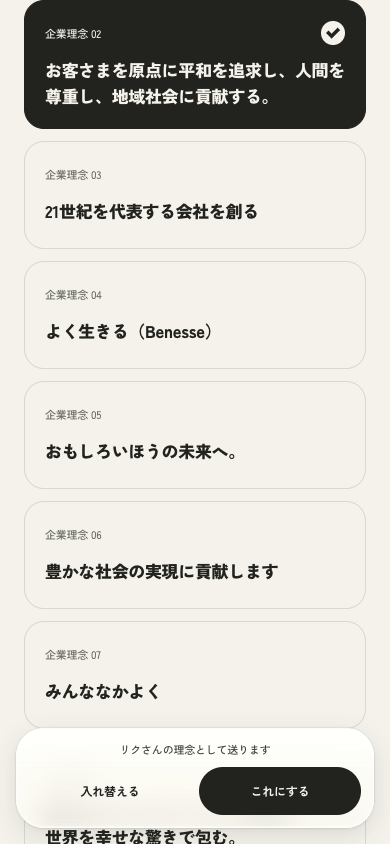 企業理念 02
お客さまを原点に平和を追求し、人間を
尊重し、地域社会に貢献する。
企業理念 03
21世紀を代表する会社を創る
企業理念 04
よく生きる（Benesse）
企業理念 05
おもしろいほうの未来へ。
企業理念 06
豊かな社会の実現に貢献します
企業理念 07
みんななかよく
リクさんの理念として送ります
入れ替える
これにする
世界を幸せな驚きで包む。